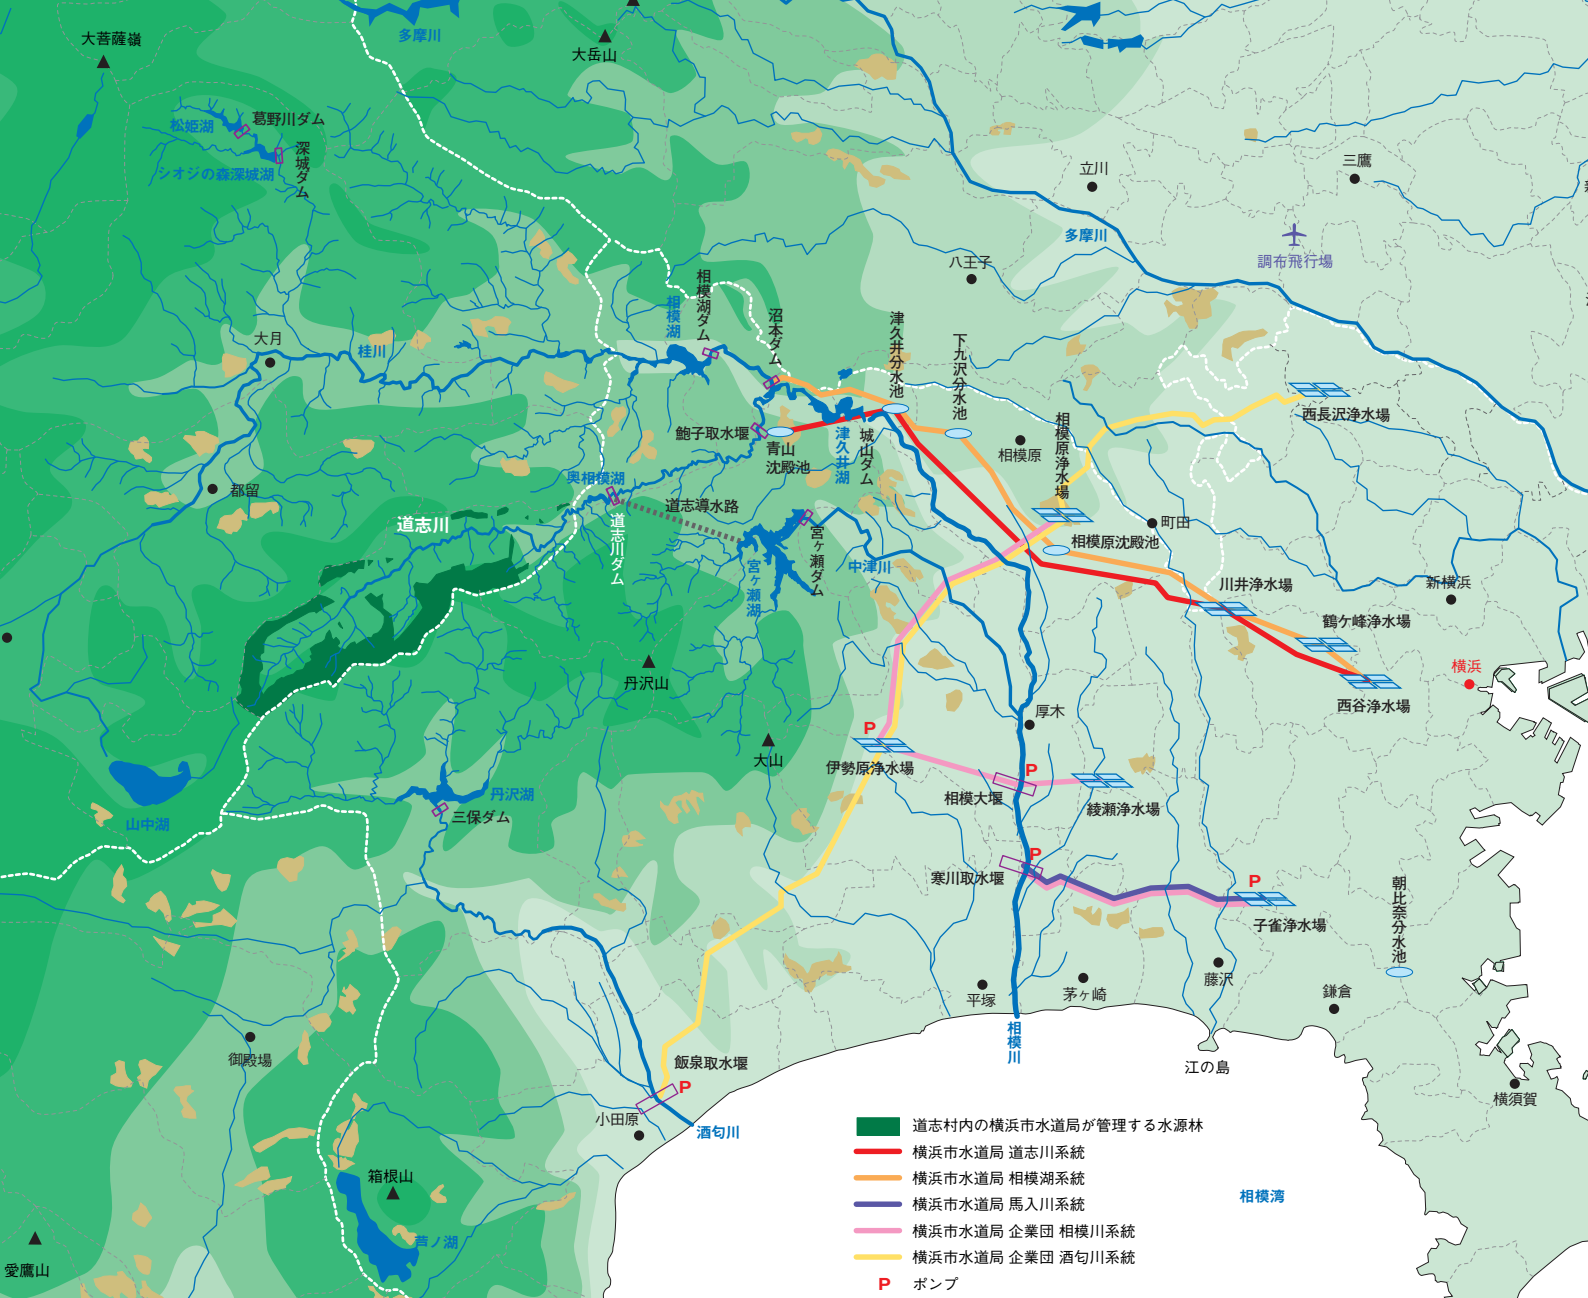 大菩薩嶺
多摩川
大岳山
松姫湖
葛野川ダム
深城ダム
シオジの森深城湖
立川
三鷹
多摩川
調布飛行場
八王子
相模湖
相模湖ダム
沼本ダム
津久井分水池
下九沢分水池
大月
桂川
西長沢浄水場
相模原浄水場
鮑子取水堰
青山
沈殿池
津久井湖
城山ダム
相模原
奥相模湖
都留
道志川
道志川ダム
道志導水路
宮ヶ瀬ダム
宮ヶ瀬湖
中津川
町田
相模原沈殿池
川井浄水場
新横浜
鶴ケ峰浄水場
横浜
西谷浄水場
丹沢山
大山
厚木
P
伊勢原浄水場
P
相模大堰
綾瀬浄水場
丹沢湖
三保ダム
山中湖
P
寒川取水堰
P
子雀浄水場
朝比奈分水池
藤沢
茅ヶ崎
平塚
鎌倉
相模川
江の島
横須賀
御殿場
飯泉取水堰
P
小田原
酒匂川
箱根山
芦ノ湖
愛鷹山
相模湾
道志村内の横浜市水道局が管理する水源林
横浜市水道局 道志川系統
横浜市水道局 相模湖系統
横浜市水道局 馬入川系統
横浜市水道局 企業団 相模川系統
横浜市水道局 企業団 酒匂川系統
P ポンプ